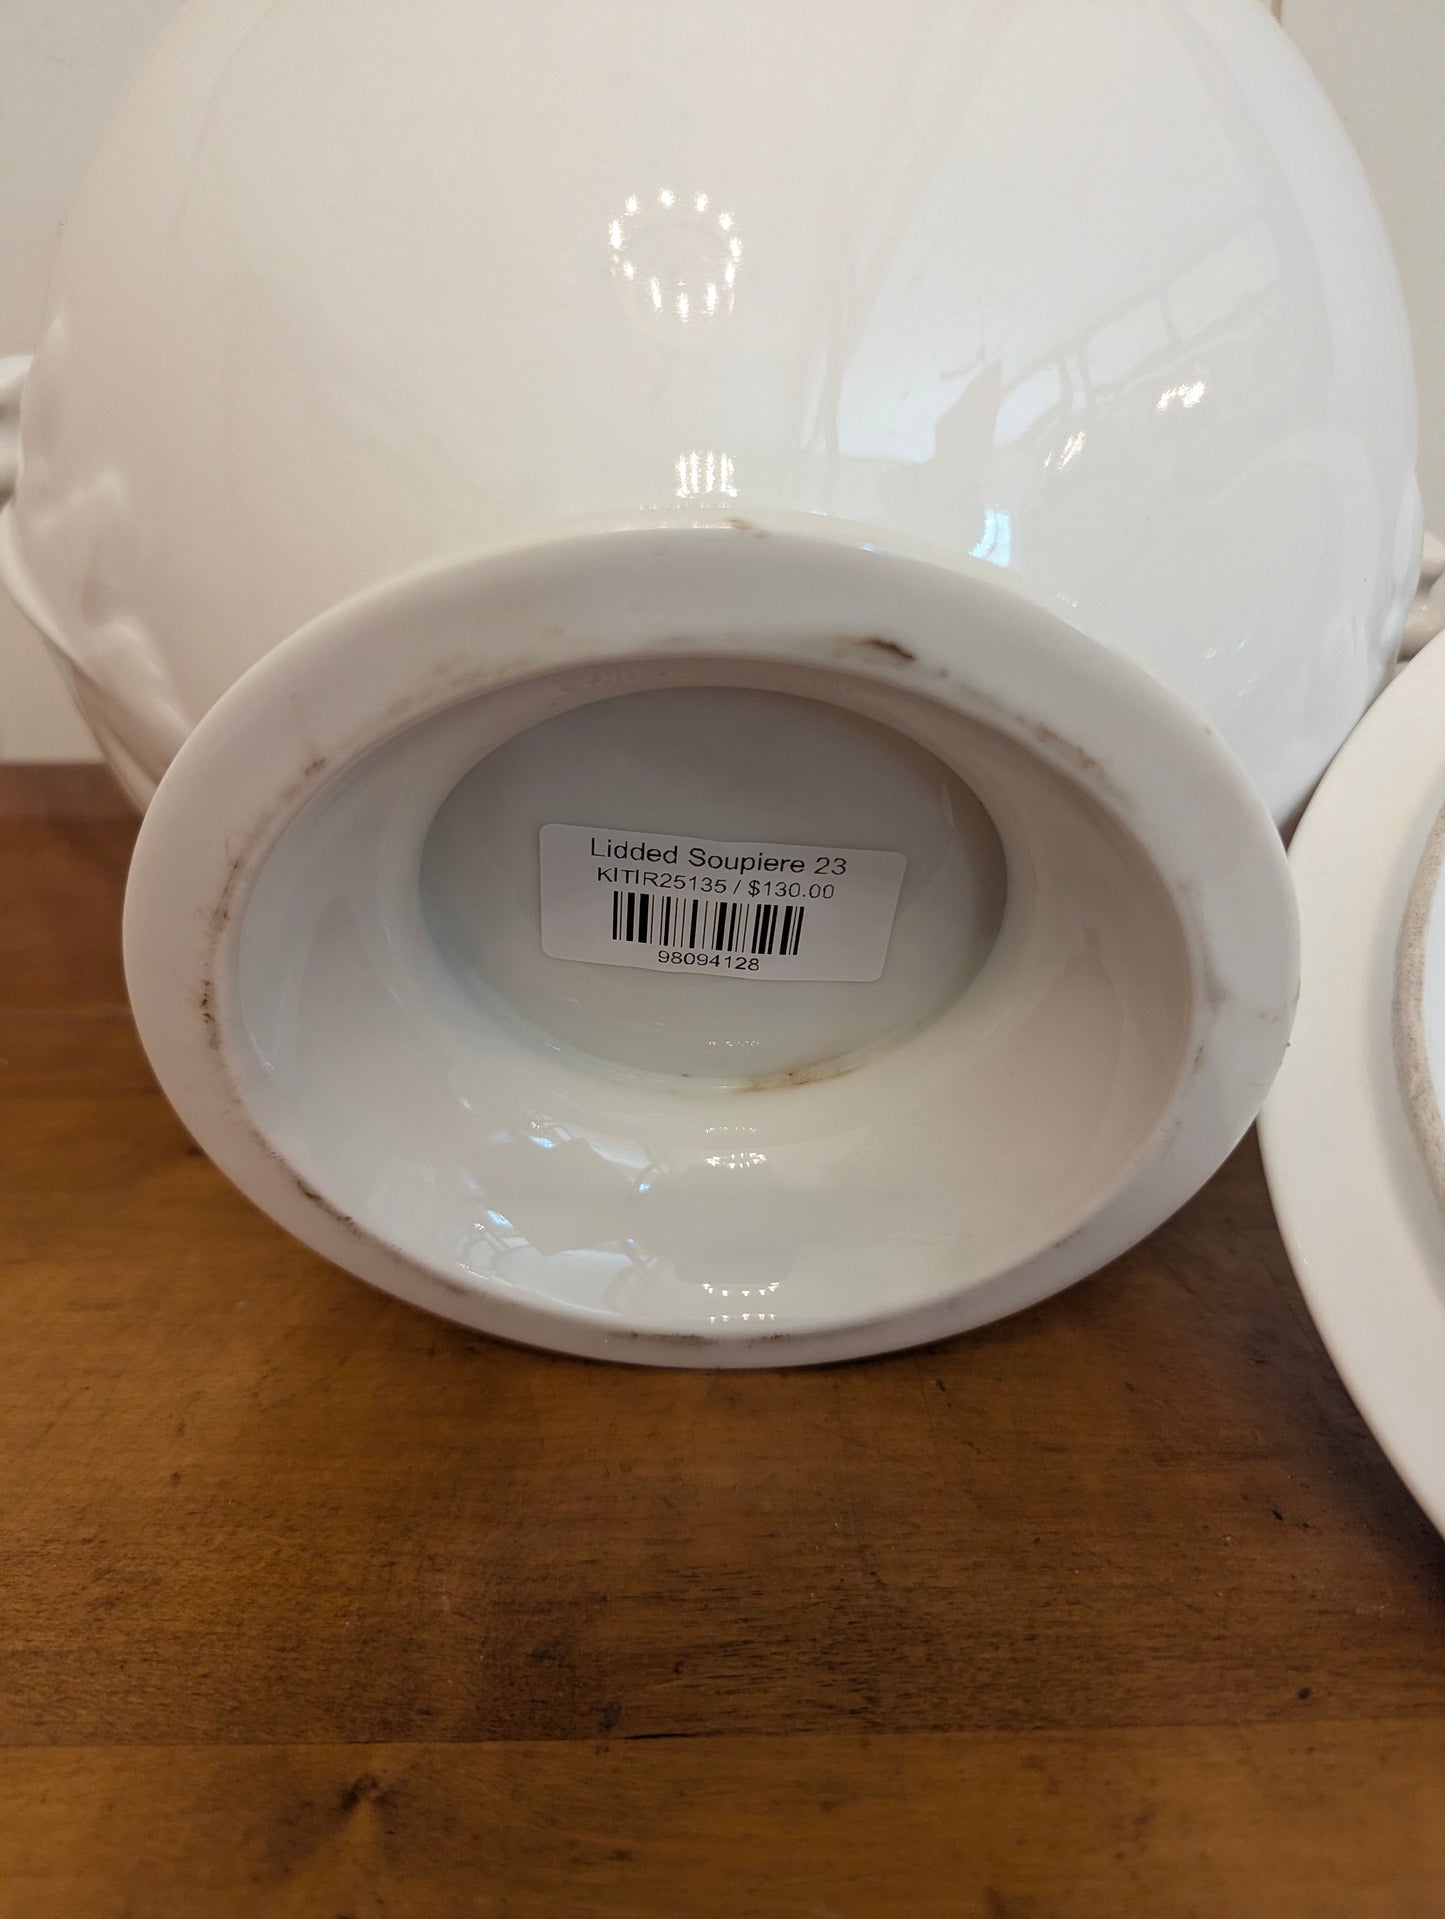 Lidded Soupiere 23
KITIR25135 / $130.00
98094128